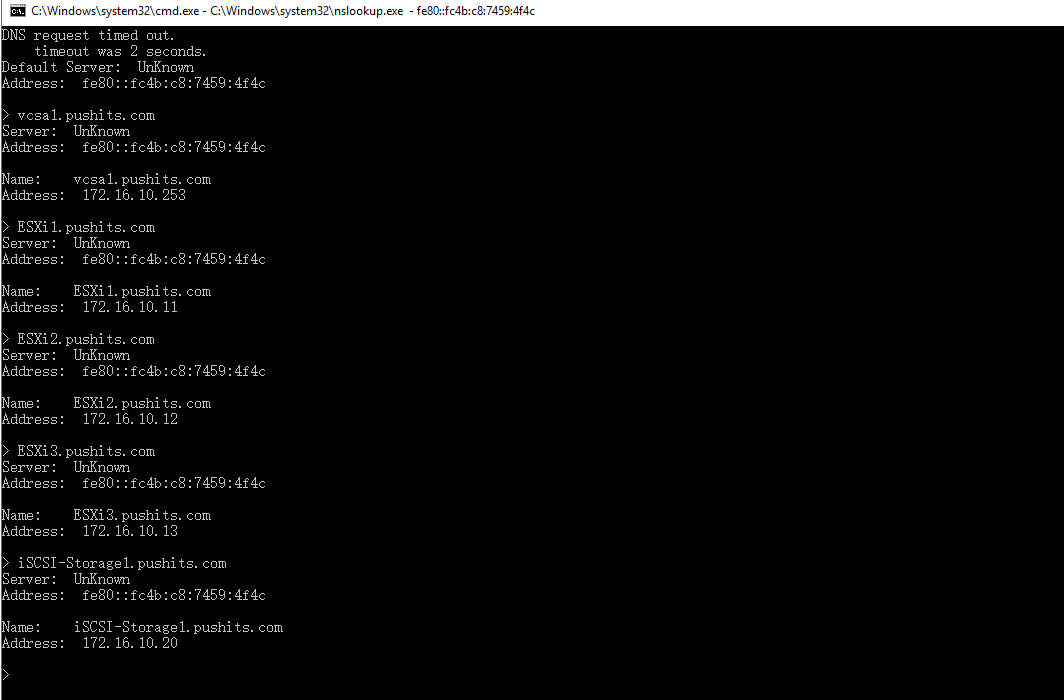 C:\Windows\system32\cmd.exe - C:\Windows\system32\nslookup.exe - fe80::fc4b:c8:7459:4f4c
DNS request timed out.
    timeout was 2 seconds.
Default Server:  UnKnown
Address:  fe80::fc4b:c8:7459:4f4c

> vcsa1.pushits.com
Server:  UnKnown
Address:  fe80::fc4b:c8:7459:4f4c

Name:    vcsa1.pushits.com
Address:  172.16.10.253

> ESXi1.pushits.com
Server:  UnKnown
Address:  fe80::fc4b:c8:7459:4f4c

Name:    ESXi1.pushits.com
Address:  172.16.10.11

> ESXi2.pushits.com
Server:  UnKnown
Address:  fe80::fc4b:c8:7459:4f4c

Name:    ESXi2.pushits.com
Address:  172.16.10.12

> ESXi3.pushits.com
Server:  UnKnown
Address:  fe80::fc4b:c8:7459:4f4c

Name:    ESXi3.pushits.com
Address:  172.16.10.13

> iSCSI-Storage1.pushits.com
Server:  UnKnown
Address:  fe80::fc4b:c8:7459:4f4c

Name:    iSCSI-Storage1.pushits.com
Address:  172.16.10.20

>